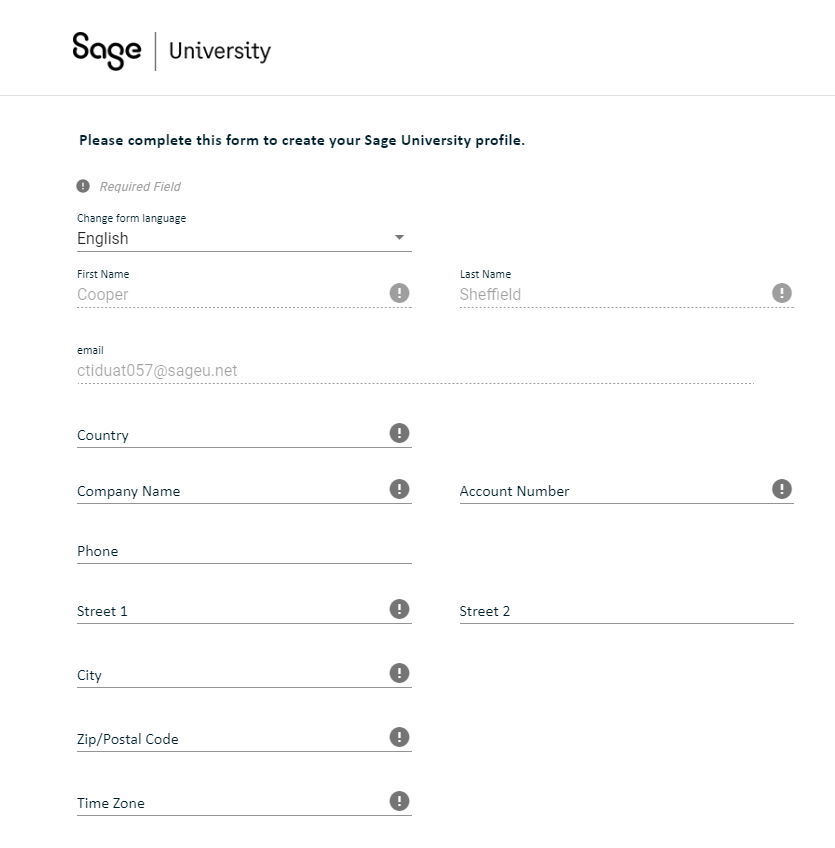 Sage University
Please complete this form to create your Sage University profile.
Required Field
Change form language
English
First Name
Last Name
Cooper
Sheffield
email
ctiduat057@sageu.net
Country
Company Name
Account Number
Phone
Street 1
Street 2
City
Zip/Postal Code
Time Zone